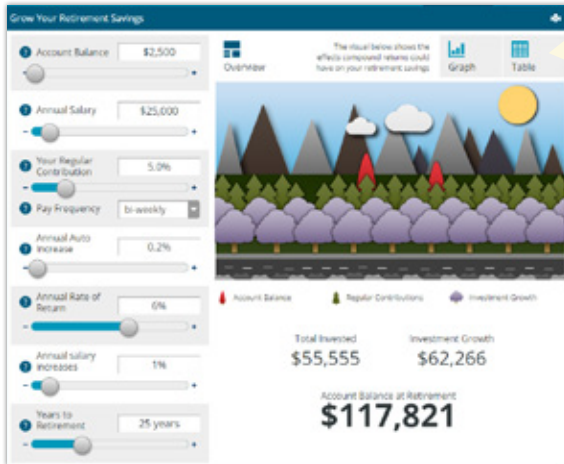 Grow Your Retirement Savings
Account Balance
$2,500
- +
Annual Salary
$25,000
- +
Your Regular
Contribution
5.0%
- +
Pay Frequency
bi-weekly
Annual Auto
Increase
0.2%
- +
Annual Rate of
Return
6%
- +
Annual salary
increases
1%
- +
Years to
Retirement
25 years
- +
Overview
The visual below shows the
effects compound returns could
have on your retirement savings
Graph
Table
Account Balance
Regular Contributions
Investment Growth
Total Invested
$55,555
Investment Growth
$62,266
Account Balance at Retirement
$117,821